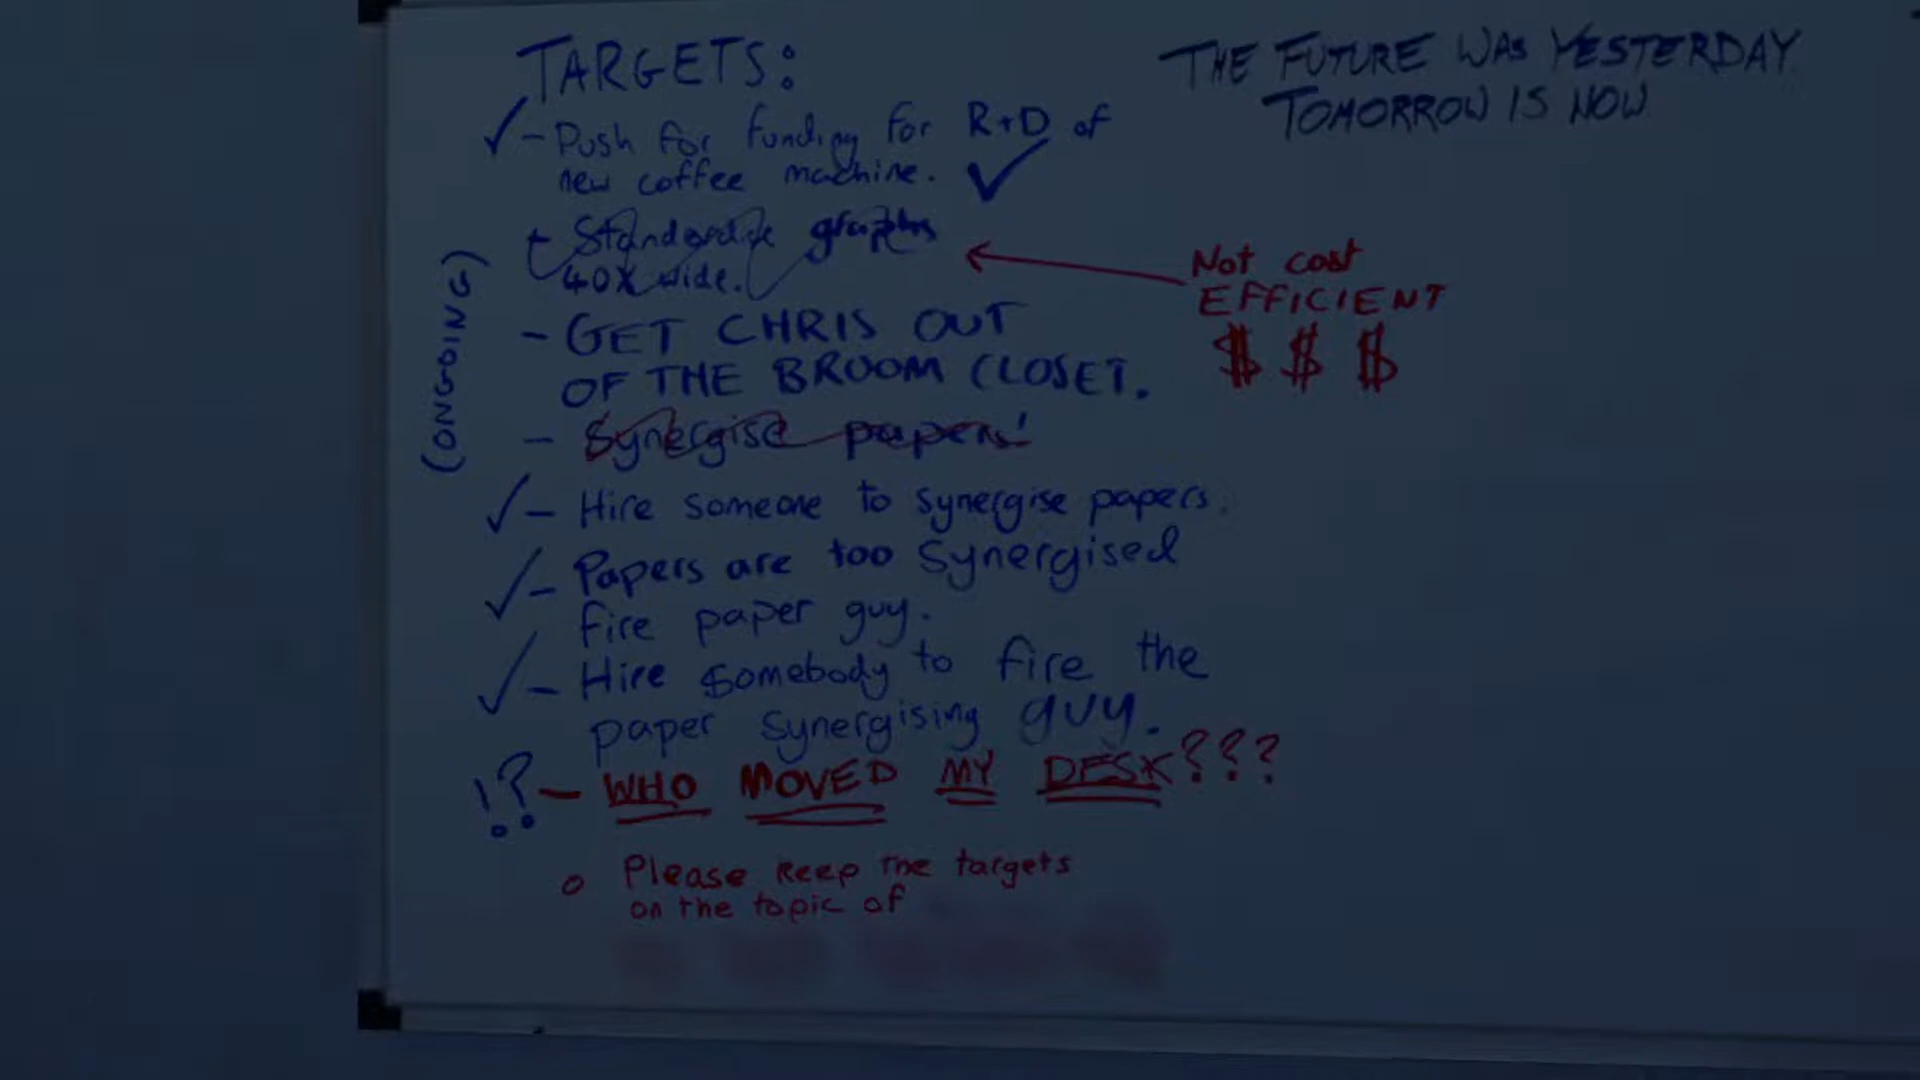 TARGETS:
THE FUTURE WAS YESTERDAY
TOMORROW IS NOW
- Push for funding for R+D of
new coffee machine.
- Standardize graphs
40X wide.
Not cost
EFFICIENT
$ $ $
(ONGOING)
- GET CHRIS OUT
OF THE BROOM CLOSET.
- Synergise papers!
- Hire someone to synergise papers.
- Papers are too synergised
fire paper guy.
- Hire somebody to fire the
paper synergising guy.
!? - WHO MOVED MY DESK???
o Please keep the targets
on the topic of